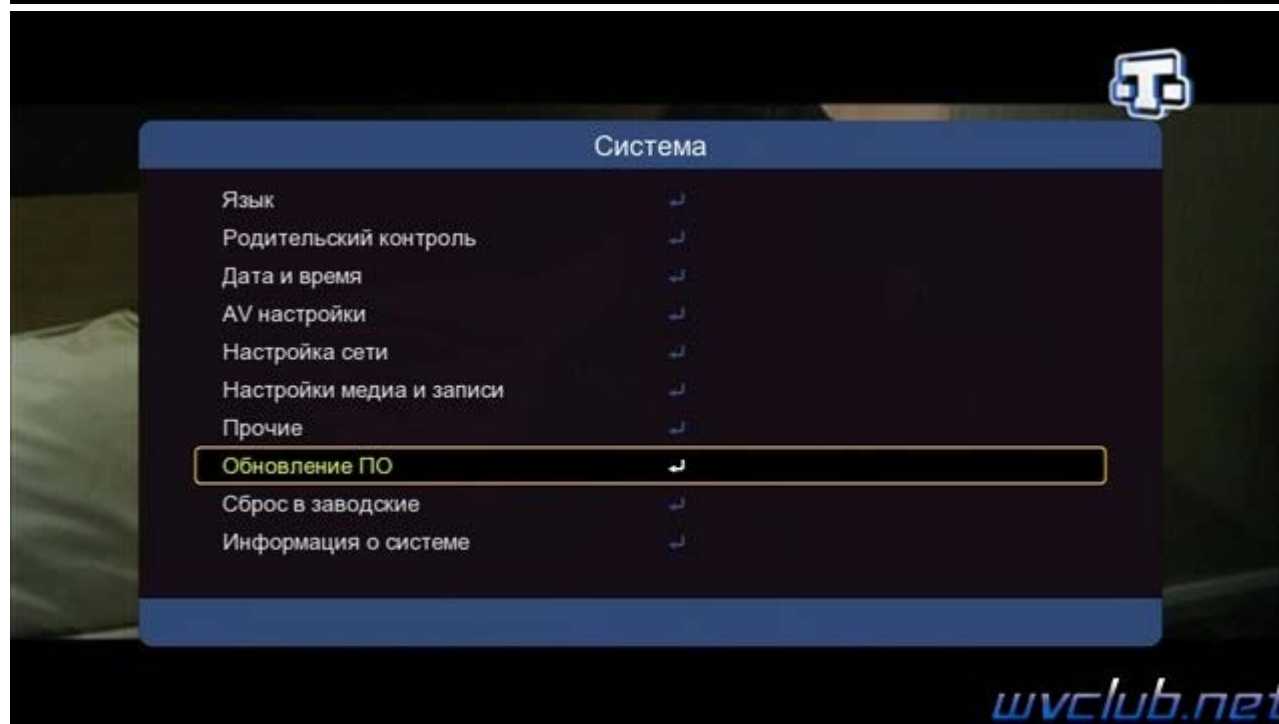 Т
Система
Язык
Родительский контроль
Дата и время
AV настройки
Настройка сети
Настройки медиа и записи
Прочие
Обновление ПО
Сброс в заводские
Информация о системе
wvclub.net